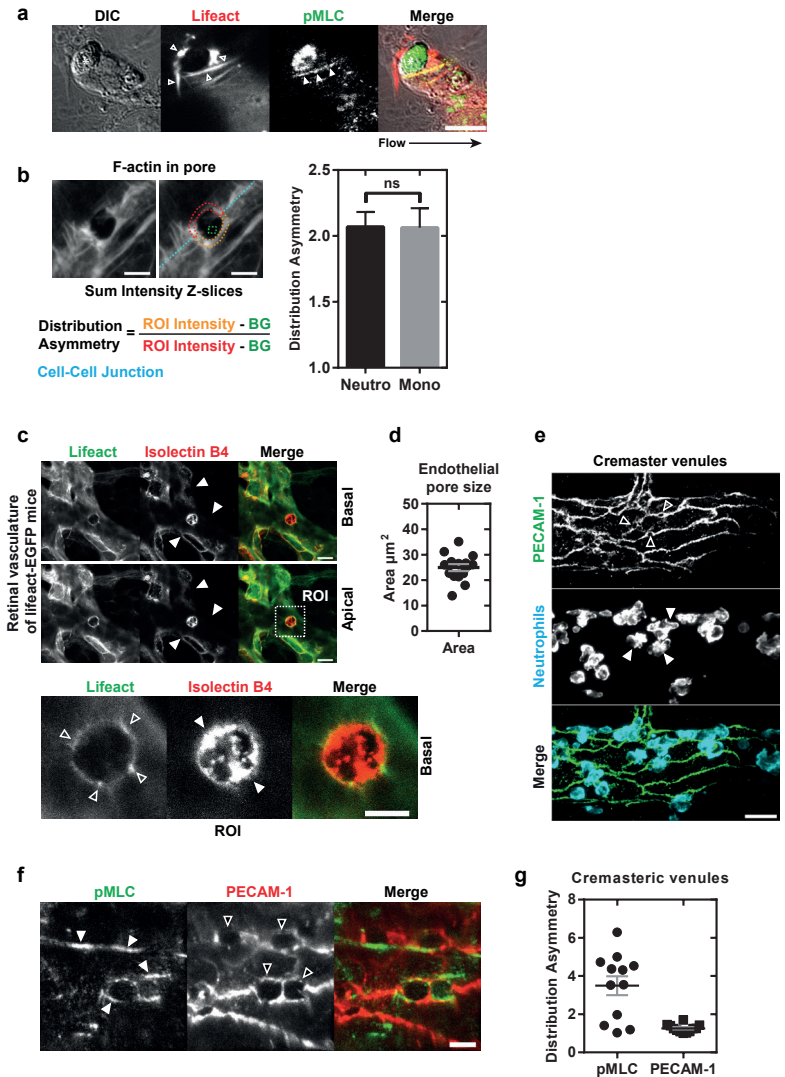 a
DIC Lifeact pMLC Merge
*
*
Flow
b
F-actin in pore
Sum Intensity Z-slices
Distribution Asymmetry = ROI Intensity - BG
ROI Intensity - BG
Cell-Cell Junction
Distribution Asymmetry
2.5
2.0
1.5
1.0
ns
Neutro Mono
c
Lifeact Isolectin B4 Merge
Retinal vasculature
of lifeact-EGFP mice
Basal
ROI
Apical
Lifeact Isolectin B4 Merge
Basal
ROI
d
Endothelial
pore size
Area µm2
50
40
30
20
10
0
Area
e
Cremaster venules
PECAM-1
Neutrophils
Merge
f
pMLC PECAM-1 Merge
g
Cremasteric venules
Distribution Asymmetry
8
6
4
2
0
pMLC PECAM-1